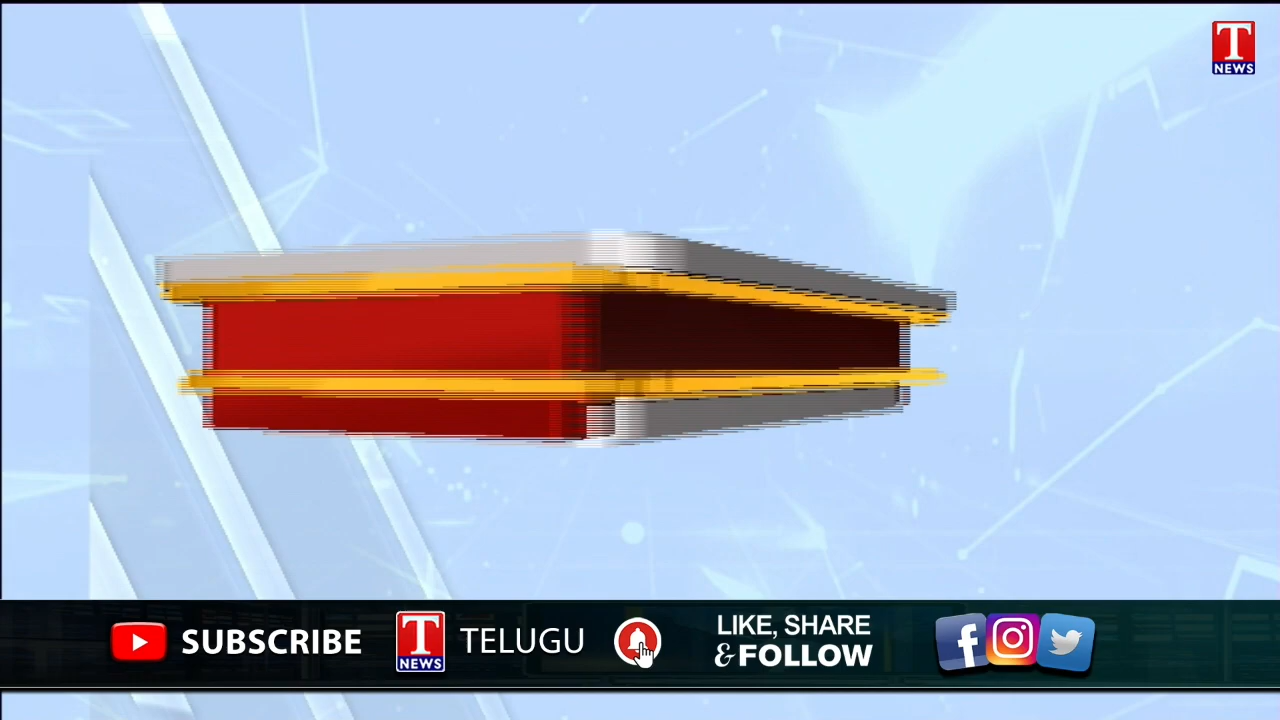 T
NEWS
SUBSCRIBE
T
NEWS
TELUGU
LIKE, SHARE
& FOLLOW